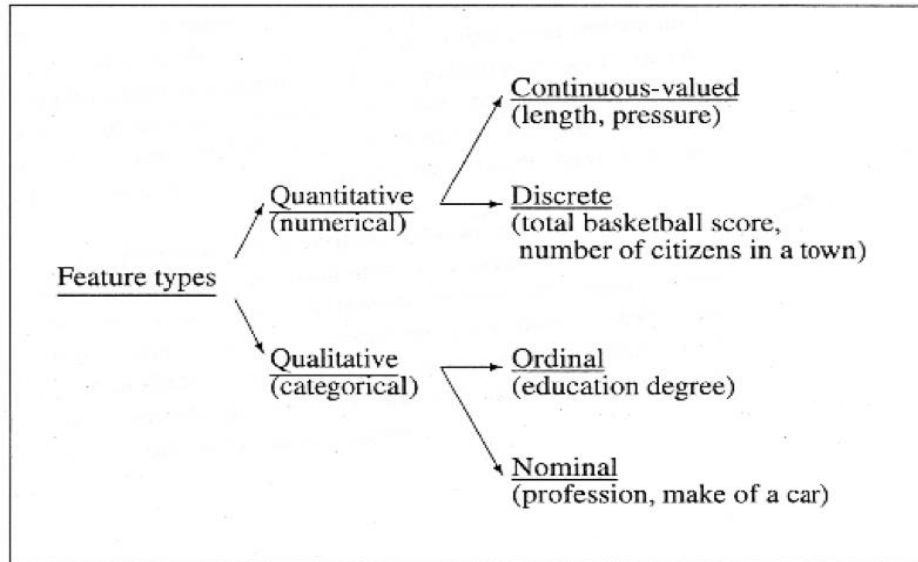 Continuous-valued
(length, pressure)
Quantitative
(numerical)
Discrete
(total basketball score,
number of citizens in a town)
Feature types
Qualitative
(categorical)
Ordinal
(education degree)
Nominal
(profession, make of a car)